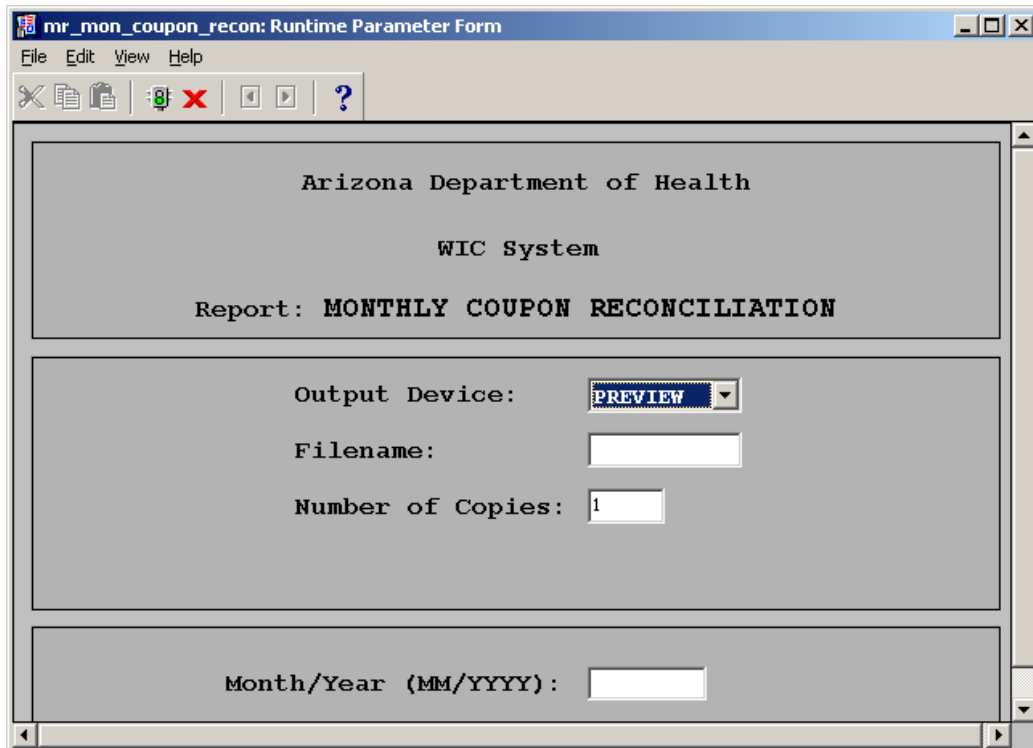 mr_mon_coupon_recon: Runtime Parameter Form
File Edit View Help
?
Arizona Department of Health
WIC System
Report: MONTHLY COUPON RECONCILIATION
Output Device: PREVIEW
Filename:
Number of Copies: 1
Month/Year (MM/YYYY):